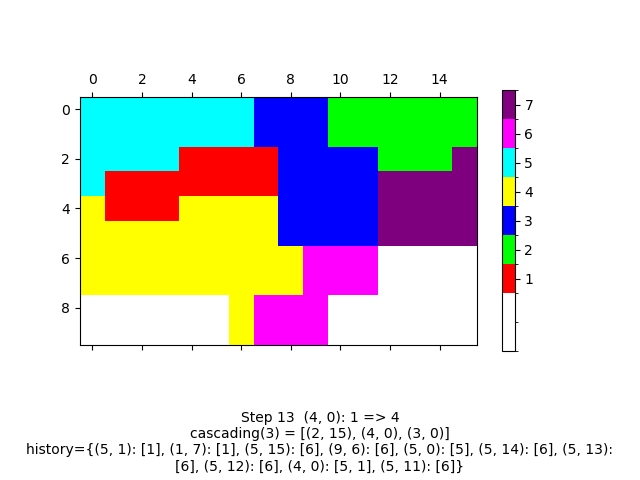 0 2 4 6 8 10 12 14
0
2
4
6
8
7
6
5
4
3
2
1
Step 13  (4, 0): 1 => 4
cascading(3) = [(2, 15), (4, 0), (3, 0)]
history={(5, 1): [1], (1, 7): [1], (5, 15): [6], (9, 6): [6], (5, 0): [5], (5, 14): [6], (5, 13):
[6], (5, 12): [6], (4, 0): [5, 1], (5, 11): [6]}